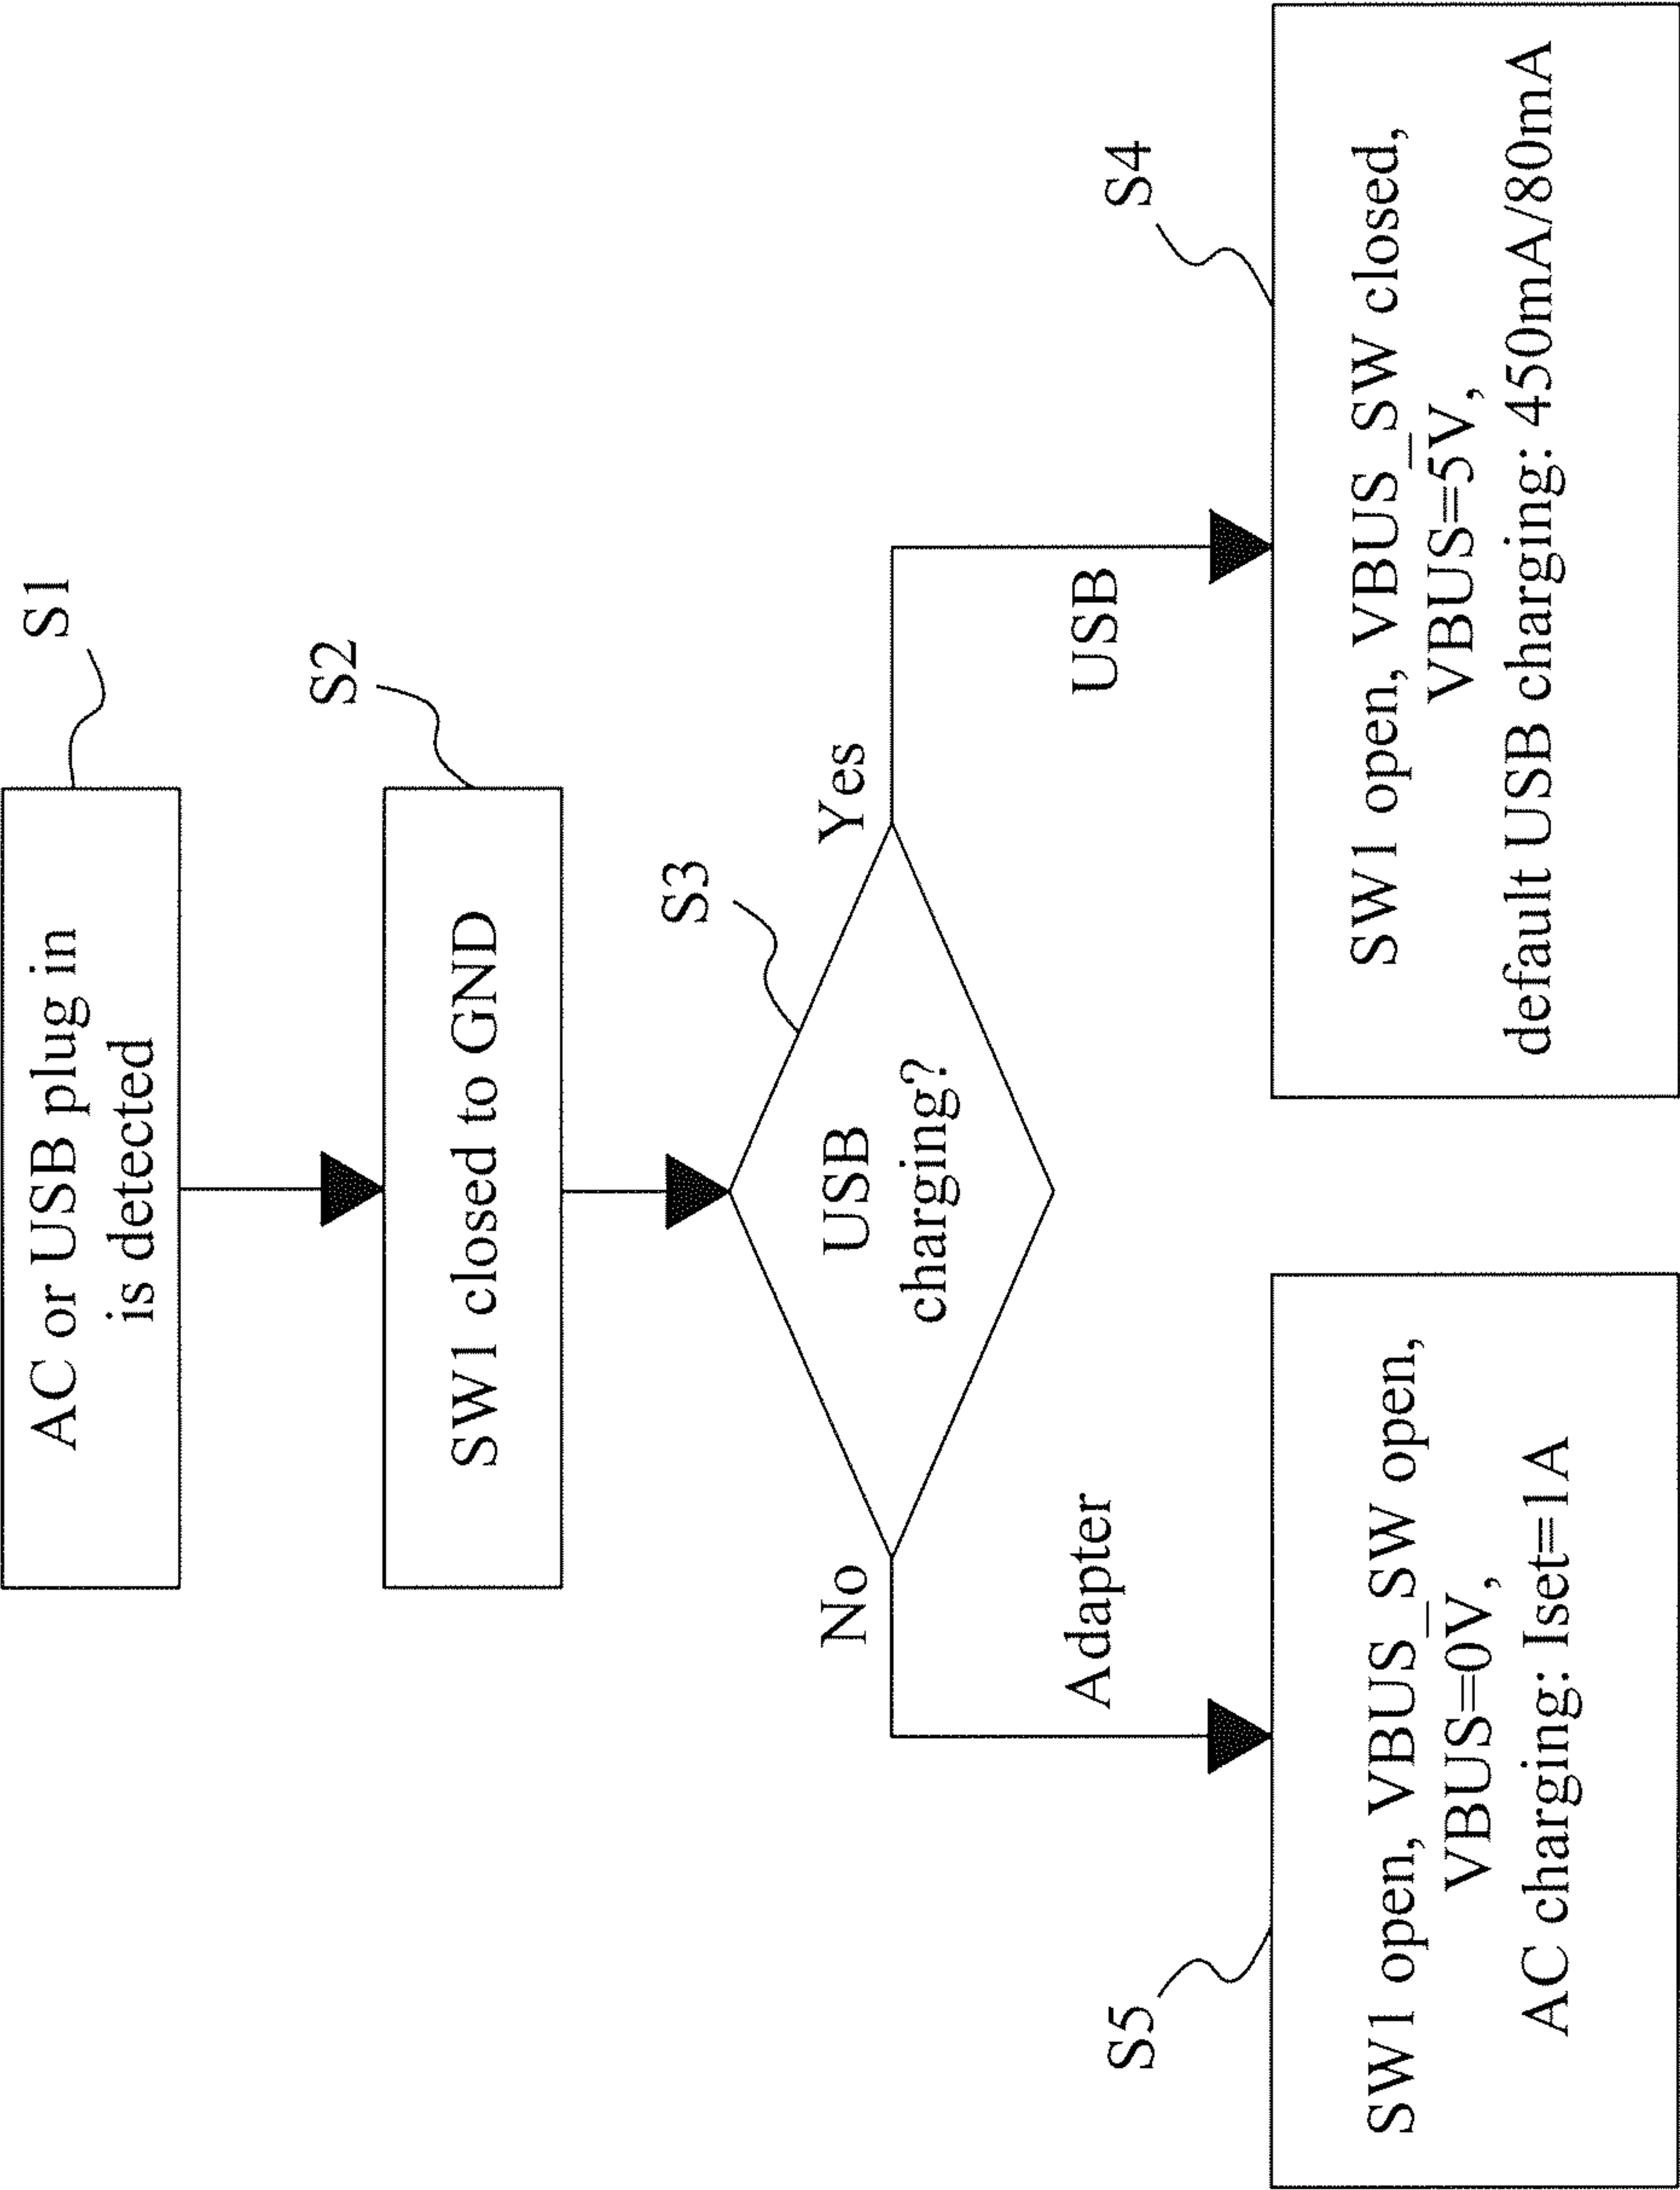 AC or USB plug in
is detected
S1
SW1 closed to GND
S2
USB
charging?
S3
No
Yes
Adapter
USB
S5
S4
SW1 open, VBUS_SW open,
VBUS=0V,
AC charging: Iset=1A
SW1 open, VBUS_SW closed,
VBUS=5V,
default USB charging: 450mA/80mA